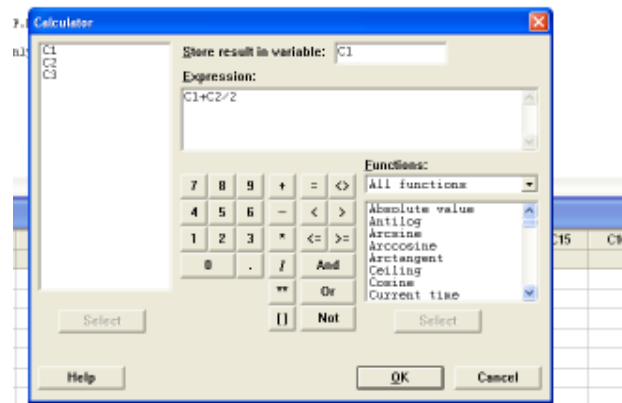 Calculator
C1
C2
C3
Store result in variable: C1
Expression:
C1+C2/2
Functions:
All functions
7 8 9 + = <>
4 5 6 - < >
1 2 3 * <= >=
0 . / And
** Or
[] Not
Absolute value
Antilog
Arcsine
Arccosine
Arctangent
Ceiling
Cosine
Current time
Select
Select
Help
OK
Cancel
C15